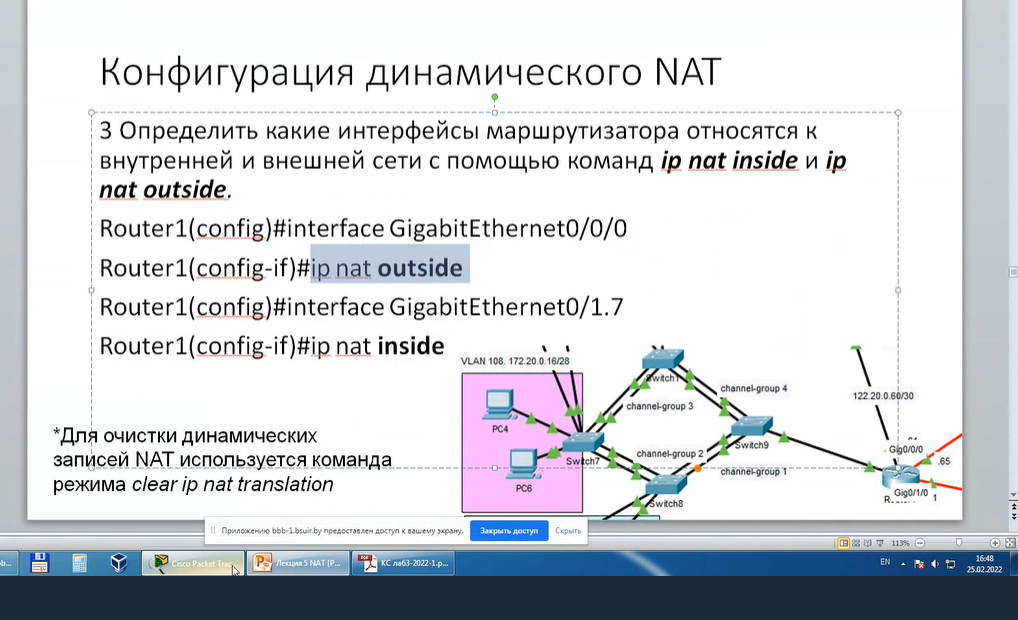 Конфигурация динамического NAT
3 Определить какие интерфейсы маршрутизатора относятся к
внутренней и внешней сети с помощью команд ip nat inside и ip
nat outside.
Router1(config)#interface GigabitEthernet0/0/0
Router1(config-if)#ip nat outside
Router1(config)#interface GigabitEthernet0/1.7
Router1(config-if)#ip nat inside
*Для очистки динамических
записей NAT используется команда
режима clear ip nat translation
VLAN 108. 172.20.0.16/28
PC4
PC6
Switch7
Switch1
channel-group 3
channel-group 4
channel-group 2
channel-group 1
Switch9
Switch8
122.20.0.60/30
Gig0/0/0
.65
Gig0/1/0
1
Приложению bbb-1.bsuir.by предоставлен доступ к вашему экрану.
Закрыть доступ
Скрыть
113%
Cisco Packet Trac
Лекция 5 NAT [P...
КС лаб3-2022-1.p...
EN
16:48
25.02.2022